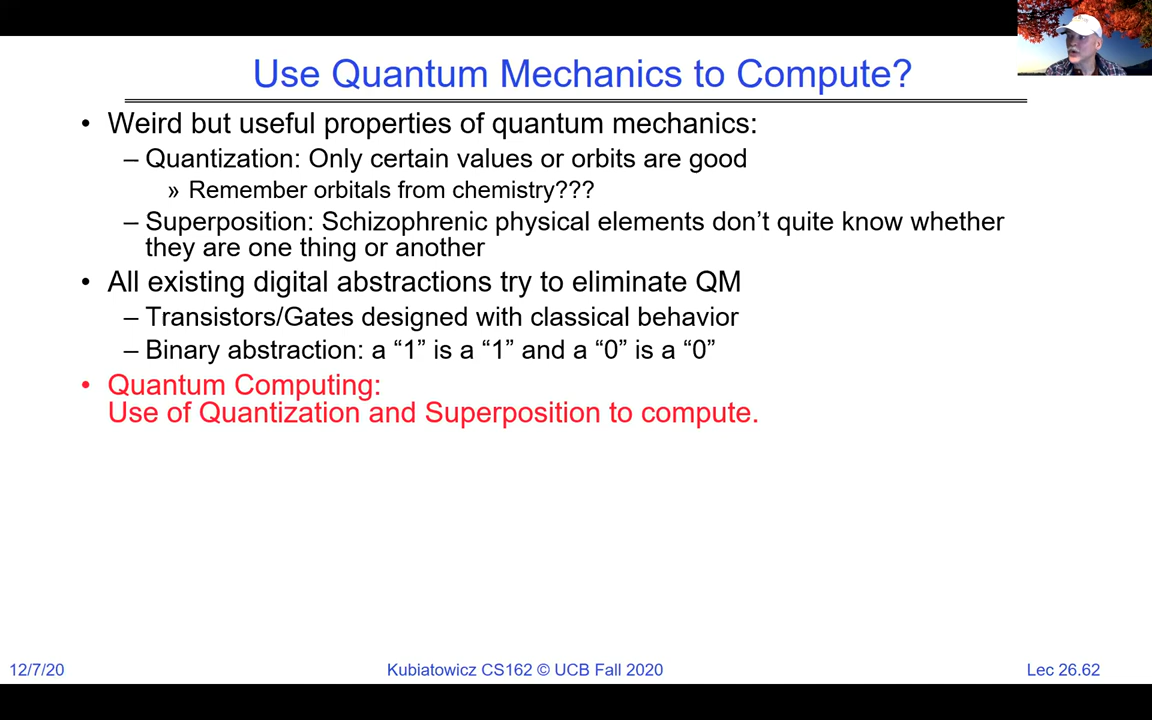 Use Quantum Mechanics to Compute?
• Weird but useful properties of quantum mechanics:
– Quantization: Only certain values or orbits are good
» Remember orbitals from chemistry???
– Superposition: Schizophrenic physical elements don’t quite know whether
they are one thing or another
• All existing digital abstractions try to eliminate QM
– Transistors/Gates designed with classical behavior
– Binary abstraction: a “1” is a “1” and a “0” is a “0”
• Quantum Computing:
Use of Quantization and Superposition to compute.
12/7/20
Kubiatowicz CS162 © UCB Fall 2020
Lec 26.62